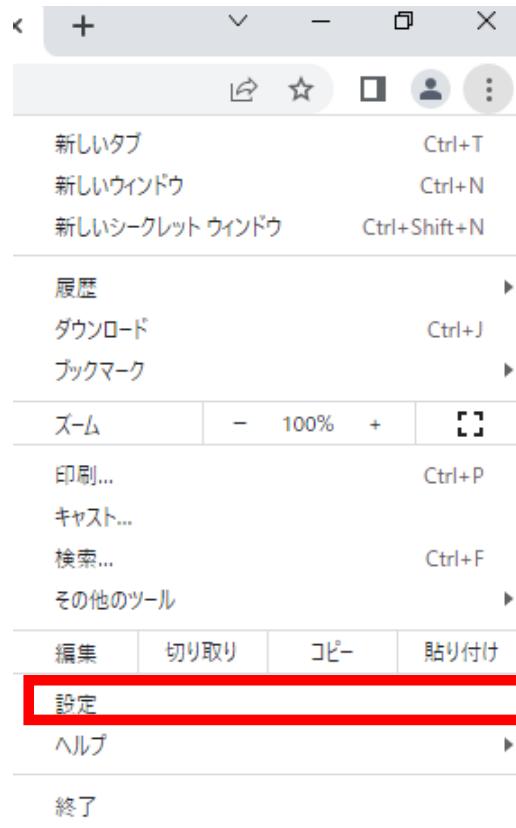 新しいタブ Ctrl+T
新しいウィンドウ Ctrl+N
新しいシークレット ウィンドウ Ctrl+Shift+N
履歴
ダウンロード Ctrl+J
ブックマーク
ズーム － 100% +
印刷... Ctrl+P
キャスト...
検索... Ctrl+F
その他のツール
編集 切り取り コピー 貼り付け
設定
ヘルプ
終了